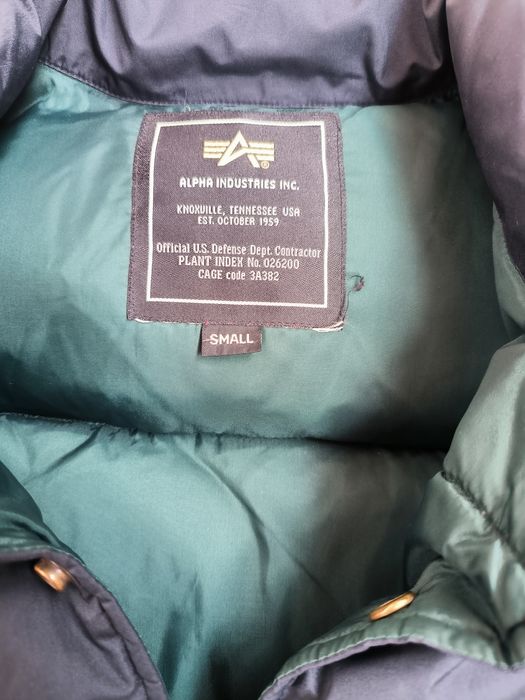 ALPHA INDUSTRIES INC.
KNOXVILLE, TENNESSEE USA
EST. OCTOBER 1959
Official U.S. Defense Dept. Contractor
PLANT INDEX No. 026200
CAGE code 3A382
SMALL